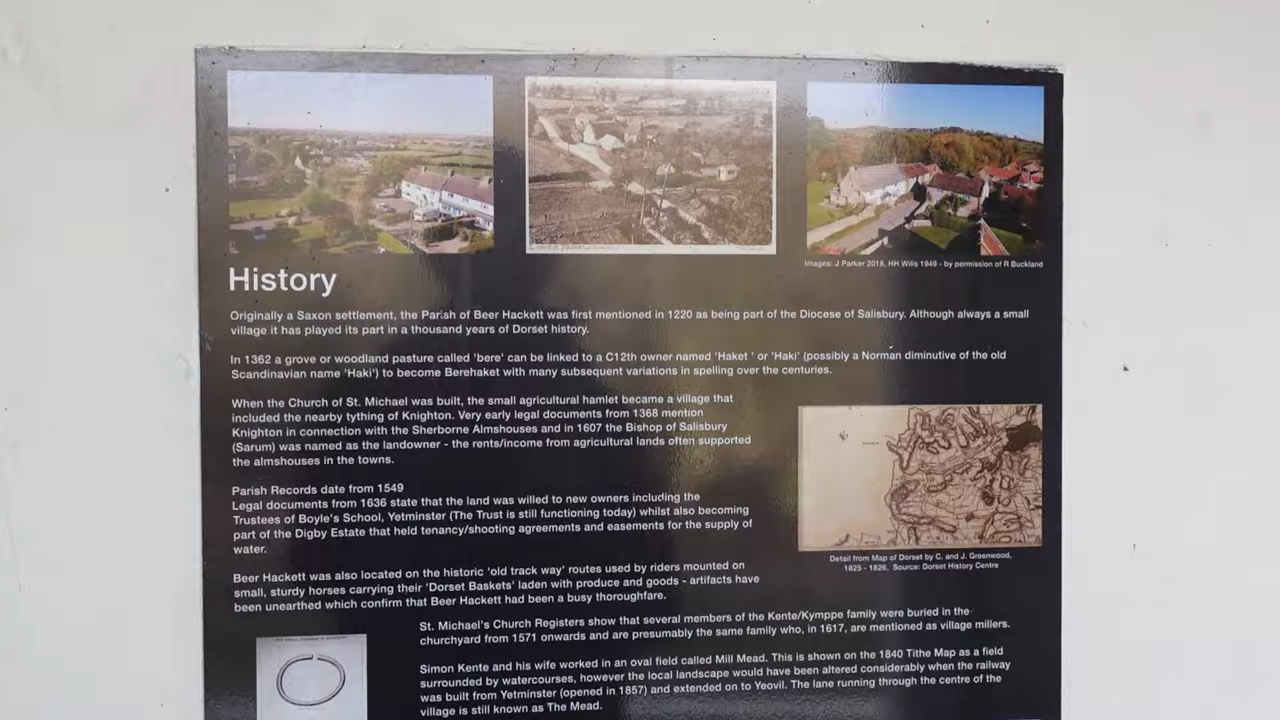 Images: J Parker 2018, HH Wills 1949 - by permission of R Buckland
History
Originally a Saxon settlement, the Parish of Beer Hackett was first mentioned in 1220 as being part of the Diocese of Salisbury. Although always a small
village it has played its part in a thousand years of Dorset history.
In 1362 a grove or woodland pasture called 'bere' can be linked to a C12th owner named 'Haket ' or 'Haki' (possibly a Norman diminutive of the old
Scandinavian name 'Haki') to become Berehaket with many subsequent variations in spelling over the centuries.
When the Church of St. Michael was built, the small agricultural hamlet became a village that
included the nearby tything of Knighton. Very early legal documents from 1368 mention
Knighton in connection with the Sherborne Almshouses and in 1607 the Bishop of Salisbury
(Sarum) was named as the landowner - the rents/income from agricultural lands often supported
the almshouses in the towns.
Parish Records date from 1549
Legal documents from 1636 state that the land was willed to new owners including the
Trustees of Boyle's School, Yetminster (The Trust is still functioning today) whilst also becoming
part of the Digby Estate that held tenancy/shooting agreements and easements for the supply of
water.
Detail from Map of Dorset by C. and J. Greenwood,
1825 - 1826. Source: Dorset History Centre
Beer Hackett was also located on the historic 'old track way' routes used by riders mounted on
small, sturdy horses carrying their 'Dorset Baskets' laden with produce and goods - artifacts have
been unearthed which confirm that Beer Hackett had been a busy thoroughfare.
St. Michael's Church Registers show that several members of the Kente/Kymppe family were buried in the
churchyard from 1571 onwards and are presumably the same family who, in 1617, are mentioned as village millers.
Simon Kente and his wife worked in an oval field called Mill Mead. This is shown on the 1840 Tithe Map as a field
surrounded by watercourses, however the local landscape would have been altered considerably when the railway
was built from Yetminster (opened in 1857) and extended on to Yeovil. The lane running through the centre of the
village is still known as The Mead.